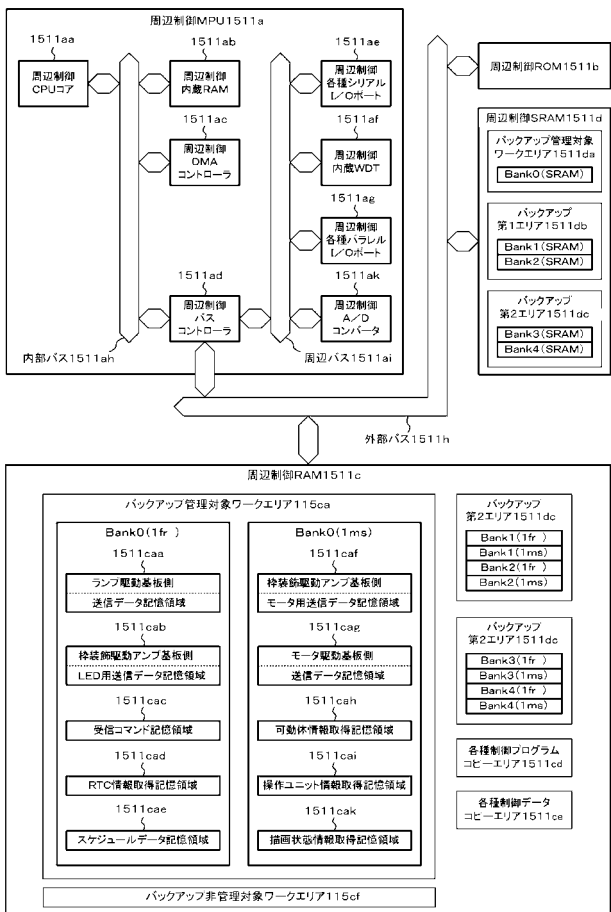 周辺制御MPU1511a
1511aa
周辺制御
CPUコア
1511ab
周辺制御
内蔵RAM
1511ac
周辺制御
DMA
コントローラ
1511ad
周辺制御
バス
コントローラ
1511ae
周辺制御
各種シリアル
I/Oポート
1511af
周辺制御
内蔵WDT
1511ag
周辺制御
各種パラレル
I/Oポート
1511ak
周辺制御
A/D
コンバータ
内部バス1511ah
周辺バス1511ai
周辺制御ROM1511b
周辺制御SRAM1511d
バックアップ管理対象
ワークエリア1511da
Bank0(SRAM)
バックアップ
第1エリア1511db
Bank1(SRAM)
Bank2(SRAM)
バックアップ
第2エリア1511dc
Bank3(SRAM)
Bank4(SRAM)
外部バス1511h
周辺制御RAM1511c
バックアップ管理対象ワークエリア115ca
Bank0(1fr )
1511caa
ランプ駆動基板側
送信データ記憶領域
1511cab
枠装飾駆動アンプ基板側
LED用送信データ記憶領域
1511cac
受信コマンド記憶領域
1511cad
RTC情報取得記憶領域
1511cae
スケジュールデータ記憶領域
Bank0(1ms)
1511caf
枠装飾駆動アンプ基板側
モータ用送信データ記憶領域
1511cag
モータ駆動基板側
送信データ記憶領域
1511cah
可動体情報取得記憶領域
1511cai
操作ユニット情報取得記憶領域
1511cak
描画状態情報取得記憶領域
バックアップ
第2エリア1511dc
Bank1(1fr )
Bank1(1ms)
Bank2(1fr )
Bank2(1ms)
バックアップ
第2エリア1511dc
Bank3(1fr )
Bank3(1ms)
Bank4(1fr )
Bank4(1ms)
各種制御プログラム
コピーエリア1511cd
各種制御データ
コピーエリア1511ce
バックアップ非管理対象ワークエリア115cf